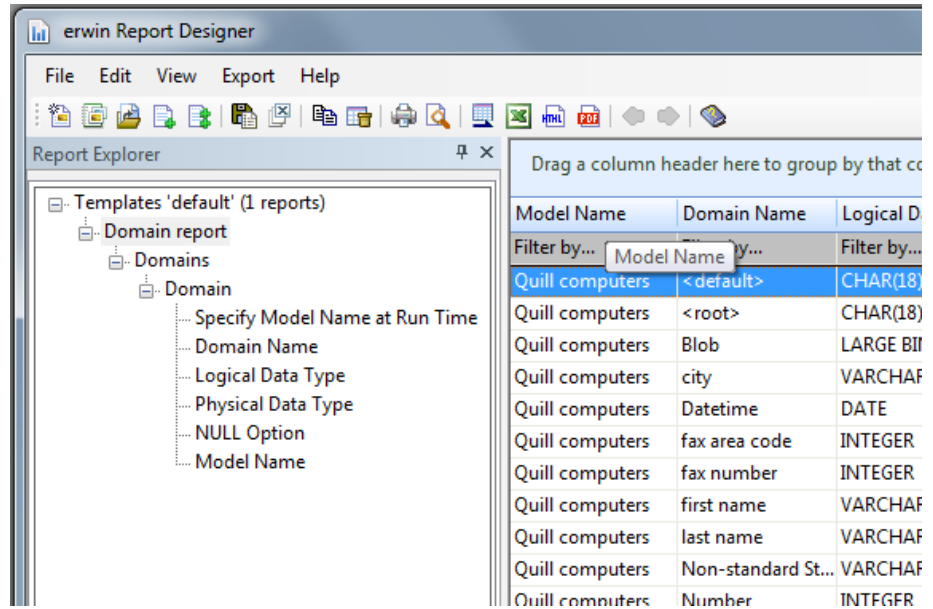 erwin Report Designer
File Edit View Export Help
HTML PDF
Report Explorer
Drag a column header here to group by that co
Templates 'default' (1 reports)
Domain report
Domains
Domain
Specify Model Name at Run Time
Domain Name
Logical Data Type
Physical Data Type
NULL Option
Model Name
Model Name Domain Name Logical D
Filter by... Filter by...
Model Name
Quill computers <default> CHAR(18)
Quill computers <root> CHAR(18)
Quill computers Blob LARGE BI
Quill computers city VARCHAR
Quill computers Datetime DATE
Quill computers fax area code INTEGER
Quill computers fax number INTEGER
Quill computers first name VARCHAR
Quill computers last name VARCHAR
Quill computers Non-standard St... VARCHAR
Quill computers Number INTEGER